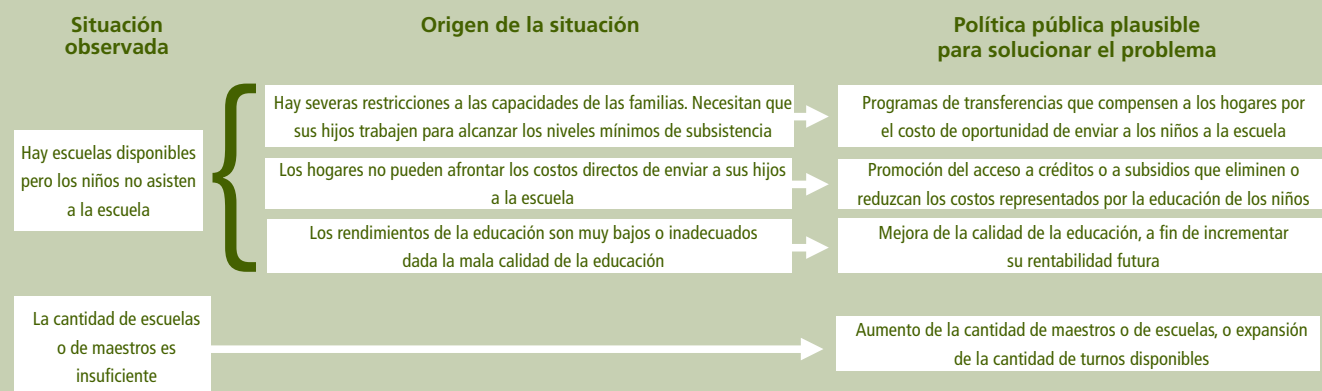 Situación
observada
Origen de la situación
Política pública plausible
para solucionar el problema
Hay escuelas disponibles
pero los niños no asisten
a la escuela
Hay severas restricciones a las capacidades de las familias. Necesitan que
sus hijos trabajen para alcanzar los niveles mínimos de subsistencia
Programas de transferencias que compensen a los hogares por
el costo de oportunidad de enviar a los niños a la escuela
Los hogares no pueden afrontar los costos directos de enviar a sus hijos
a la escuela
Promoción del acceso a créditos o a subsidios que eliminen o
reduzcan los costos representados por la educación de los niños
Los rendimientos de la educación son muy bajos o inadecuados
dada la mala calidad de la educación
Mejora de la calidad de la educación, a fin de incrementar
su rentabilidad futura
La cantidad de escuelas
o de maestros es
insuficiente
Aumento de la cantidad de maestros o de escuelas, o expansión
de la cantidad de turnos disponibles